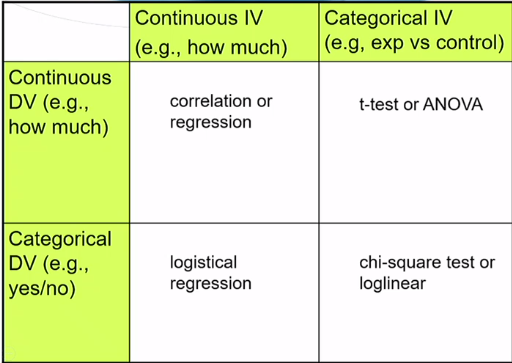 Continuous IV
(e.g., how much)
Categorical IV
(e.g, exp vs control)
Continuous
DV (e.g.,
how much)
correlation or
regression
t-test or ANOVA
Categorical
DV (e.g.,
yes/no)
logistical
regression
chi-square test or
loglinear